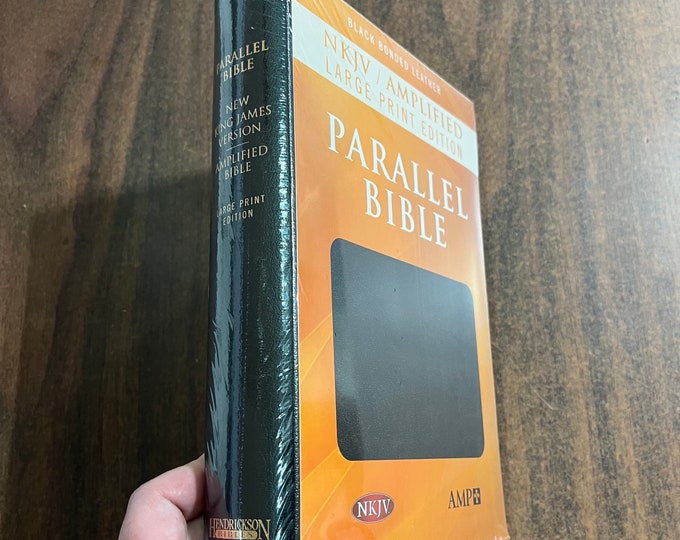 PARALLEL
BIBLE
NEW
KING JAMES
VERSION
AMPLIFIED
BIBLE
LARGE PRINT
EDITION
HENDRICKSON
BIBLES
BLACK BONDED LEATHER
NKJV / AMPLIFIED
LARGE PRINT EDITION
PARALLEL
BIBLE
NKJV
AMP